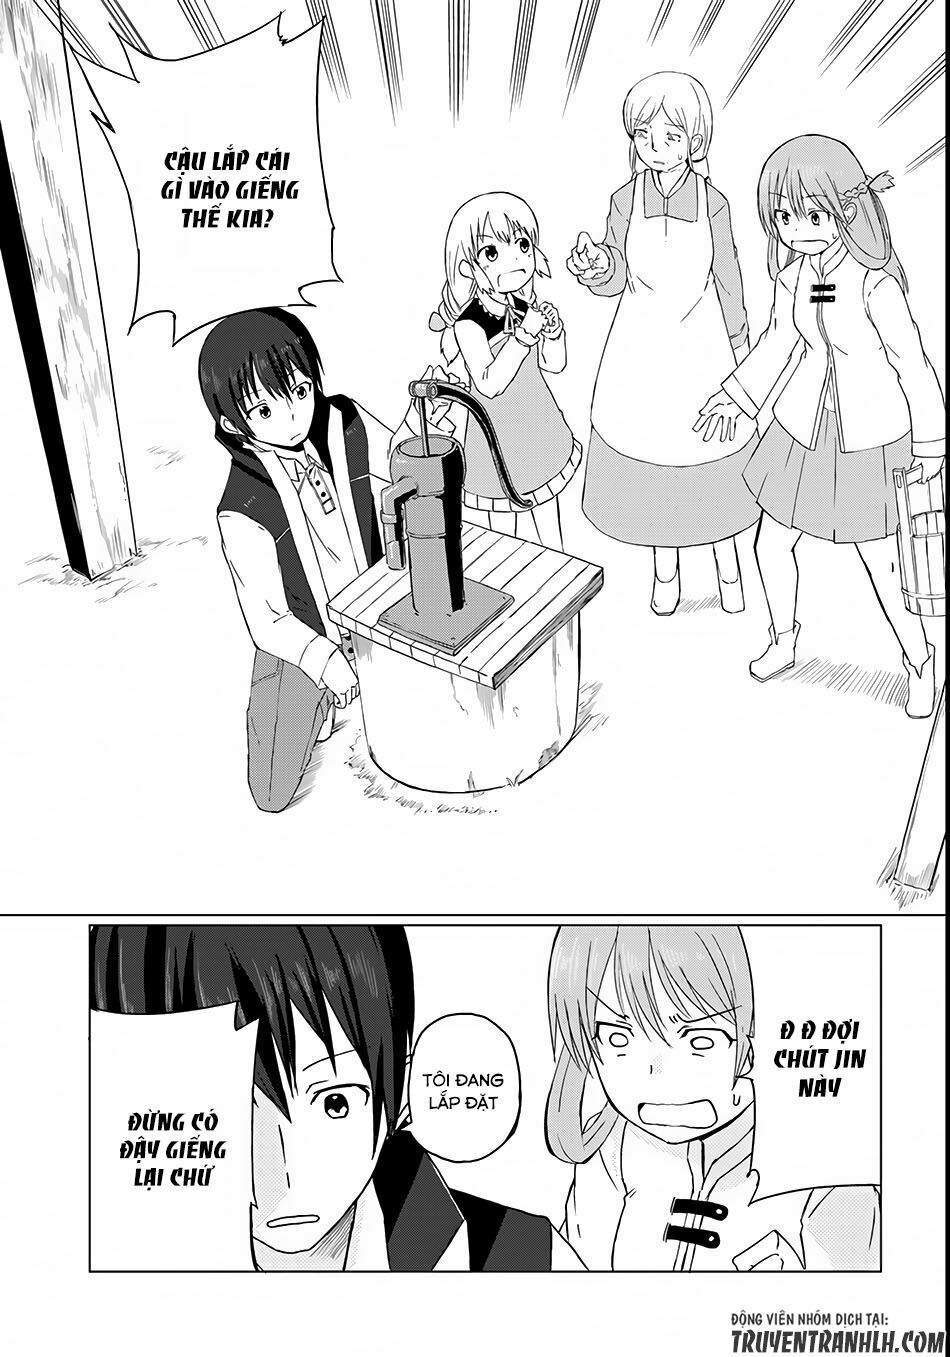 CẬU LẮP CÁI
GÌ VÀO GIẾNG
THẾ KIA?
Đ Đ ĐỢI
CHÚT JIN
NÀY
TÔI ĐANG
LẮP ĐẶT
ĐỪNG CÓ
ĐẬY GIẾNG
LẠI CHỨ
ĐỘNG VIÊN NHÓM DỊCH TẠI:
TRUYENTRANHLH.COM